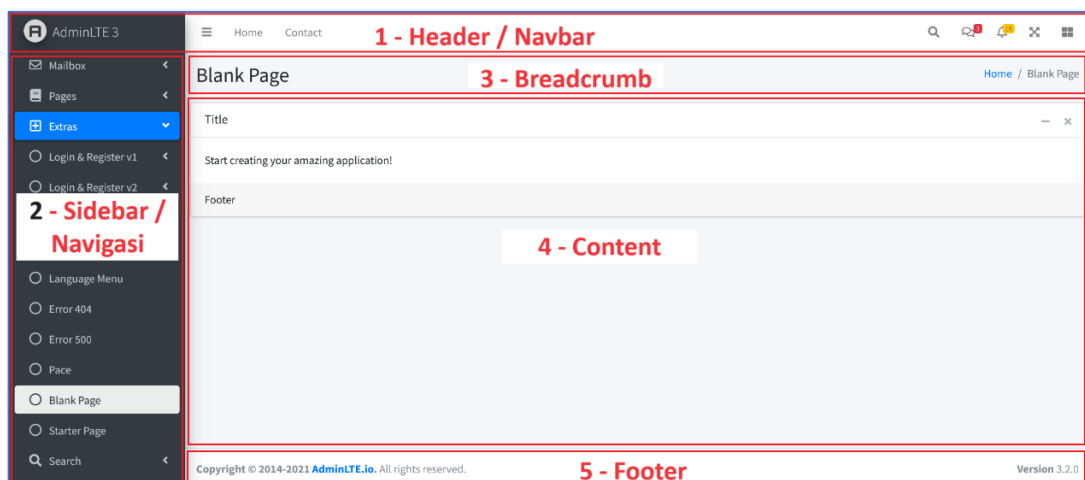 AdminLTE 3
Home Contact
1 - Header / Navbar
3
15
Mailbox
Pages
Extras
Login & Register v1
Login & Register v2
2 - Sidebar /
Navigasi
Language Menu
Error 404
Error 500
Pace
Blank Page
Starter Page
Search
Blank Page
3 - Breadcrumb
Home / Blank Page
Title
Start creating your amazing application!
Footer
4 - Content
Copyright © 2014-2021 AdminLTE.io. All rights reserved.
5 - Footer
Version 3.2.0